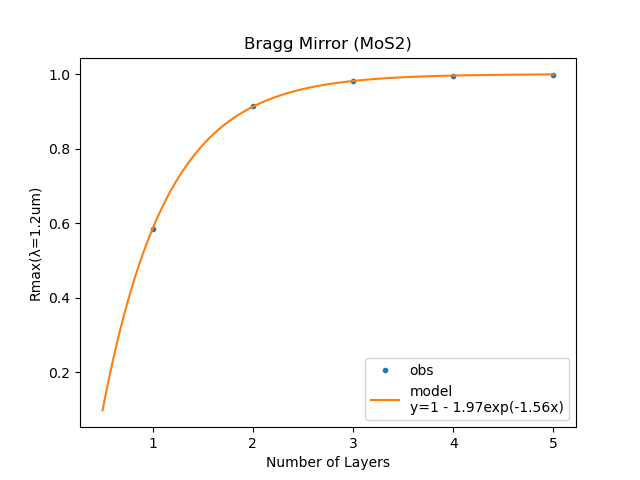 Bragg Mirror (MoS2)
Rmax(λ=1.2um)
1.0
0.8
0.6
0.4
0.2
obs
model
y=1 - 1.97exp(-1.56x)
1 2 3 4 5
Number of Layers